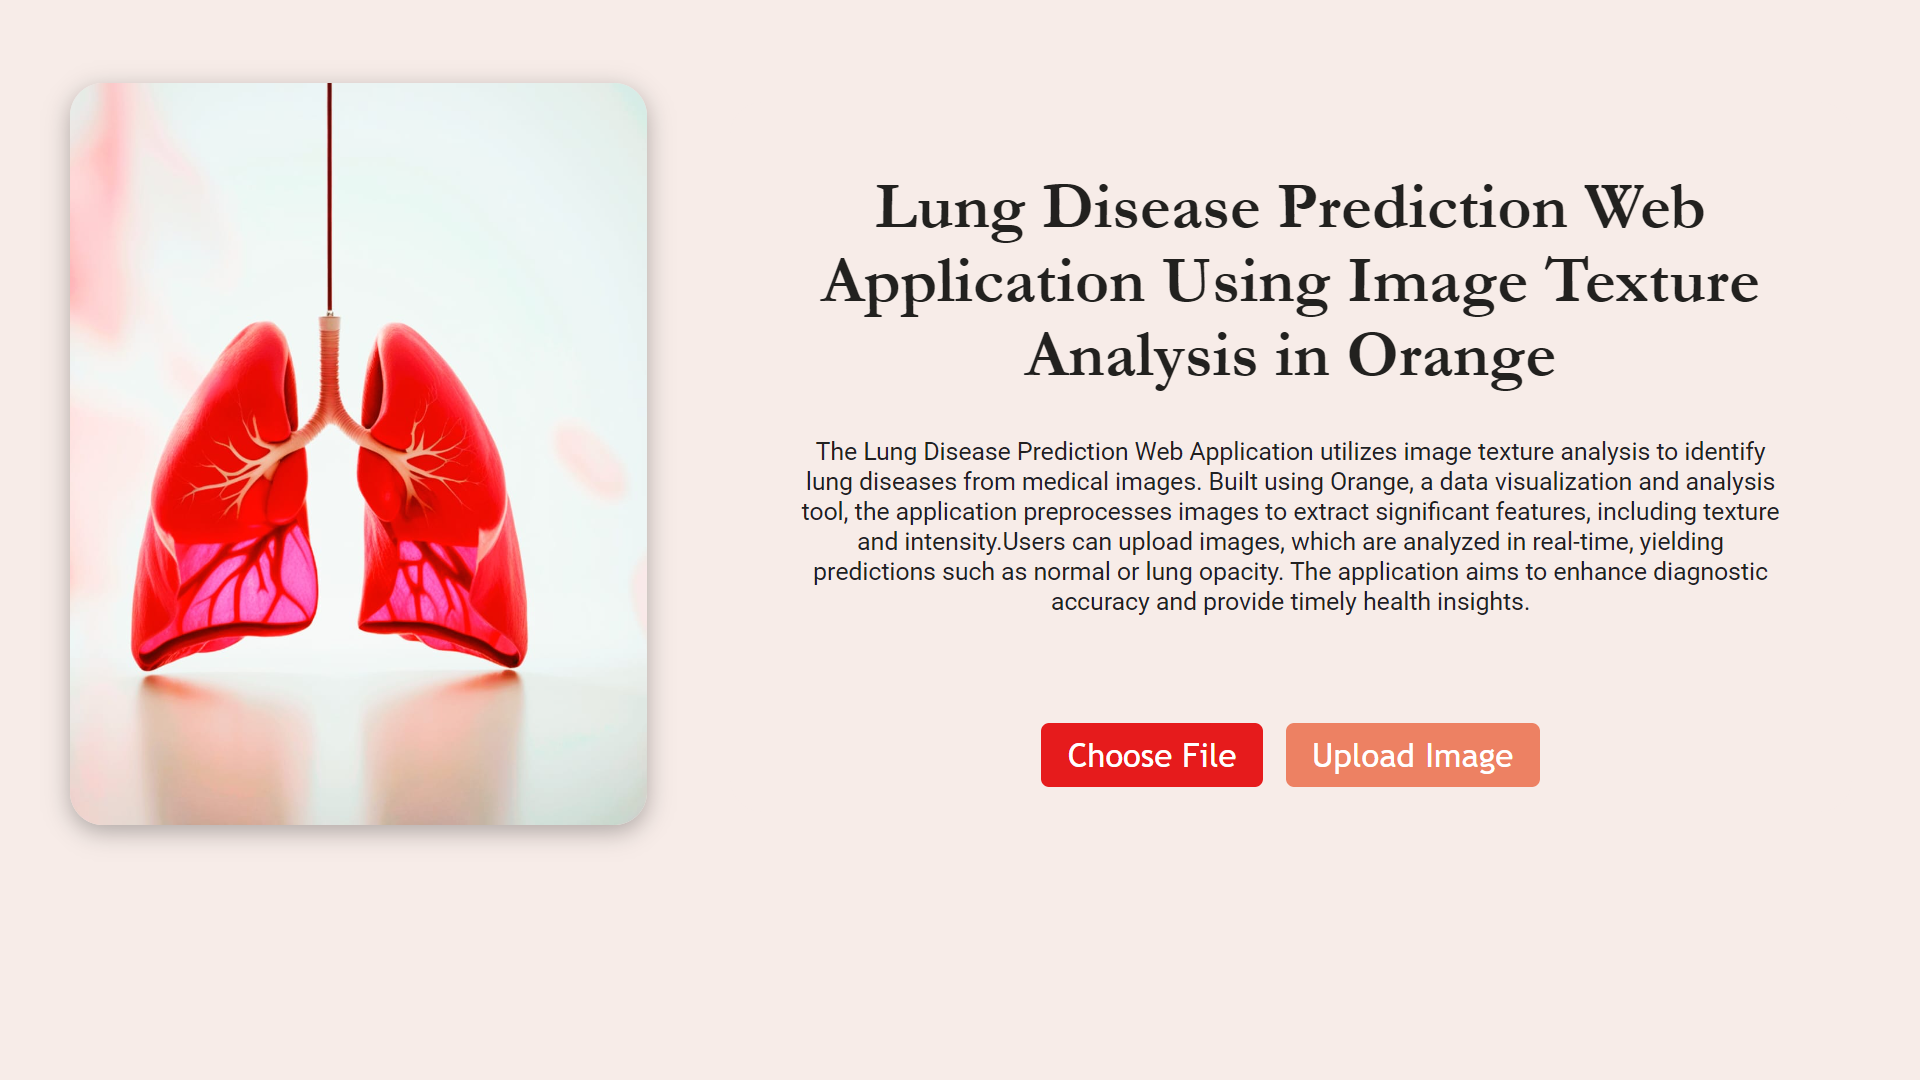 Lung Disease Prediction Web
Application Using Image Texture
Analysis in Orange
The Lung Disease Prediction Web Application utilizes image texture analysis to identify
lung diseases from medical images. Built using Orange, a data visualization and analysis
tool, the application preprocesses images to extract significant features, including texture
and intensity.Users can upload images, which are analyzed in real-time, yielding
predictions such as normal or lung opacity. The application aims to enhance diagnostic
accuracy and provide timely health insights.
Choose File
Upload Image